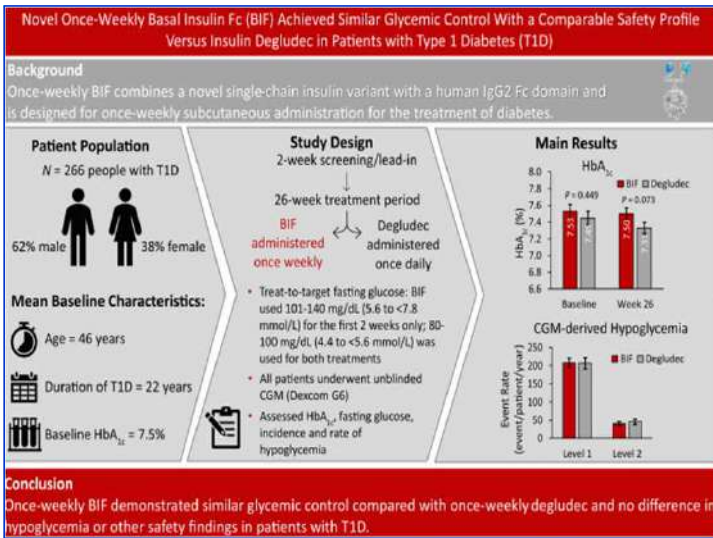 Novel Once-Weekly Basal Insulin Fc (BIF) Achieved Similar Glycemic Control With a Comparable Safety Profile
Versus Insulin Degludec in Patients with Type 1 Diabetes (T1D)
Background
Once-weekly BIF combines a novel single-chain insulin variant with a human IgG2 Fc domain and
is designed for once-weekly subcutaneous administration for the treatment of diabetes.
Patient Population
N = 266 people with T1D
62% male
38% female
Mean Baseline Characteristics:
Age = 46 years
Duration of T1D = 22 years
Baseline HbA1c = 7.5%
Study Design
2-week screening/lead-in
26-week treatment period
BIF
administered
once weekly
Degludec
administered
once daily
• Treat-to-target fasting glucose: BIF
used 101-140 mg/dL (5.6 to <7.8
mmol/L) for the first 2 weeks only; 80-
100 mg/dL (4.4 to <5.6 mmol/L) was
used for both treatments
• All patients underwent unblinded
CGM (Dexcom G6)
• Assessed HbA1c, fasting glucose,
incidence and rate of
hypoglycemia
Main Results
HbA1c
BIF Degludec
HbA1c (%)
8.0
7.8
7.6
7.4
7.2
7.0
6.8
6.6
P = 0.449
P = 0.073
7.53
7.50
Baseline
Week 26
CGM-derived Hypoglycemia
BIF Degludec
Event Rate
(event/patient/year)
250
200
150
100
50
0
Level 1
Level 2
Conclusion
Once-weekly BIF demonstrated similar glycemic control compared with once-weekly degludec and no difference in
hypoglycemia or other safety findings in patients with T1D.